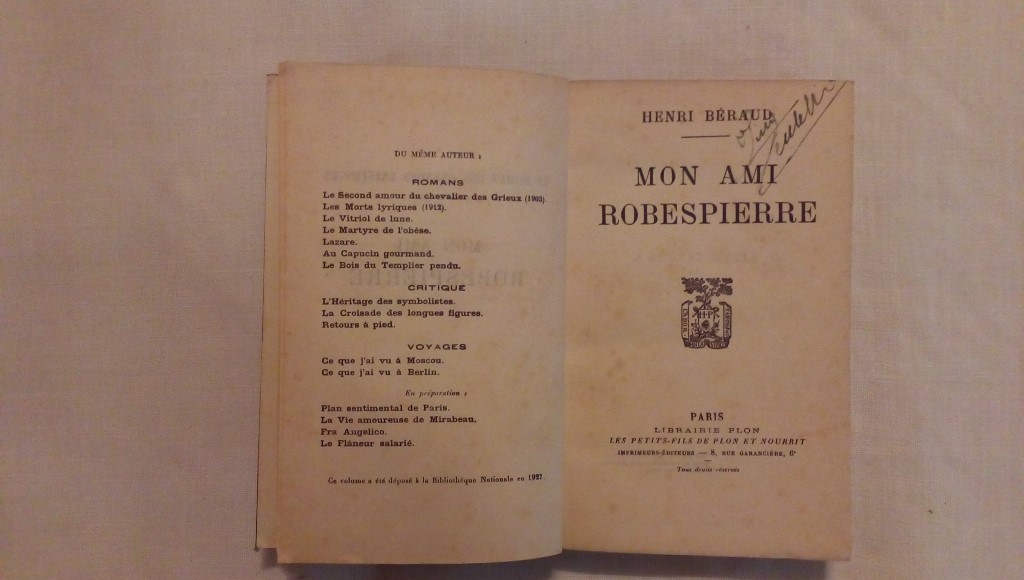 DU MÊME AUTEUR :
ROMANS
Le Second amour du chevalier des Grieux (1903).
Les Morts lyriques (1912).
Le Vitriol de lune.
Le Martyre de l'obèse.
Lazare.
Au Capucin gourmand.
Le Bois du Templier pendu.
CRITIQUE
L'Héritage des symbolistes.
La Croisade des longues figures.
Retours à pied.
VOYAGES
Ce que j'ai vu à Moscou.
Ce que j'ai vu à Berlin.
En préparation :
Plan sentimental de Paris.
La Vie amoureuse de Mirabeau.
Fra Angelico.
Le Flâneur salarié.
Ce volume a été déposé à la Bibliothèque Nationale en 1927.
HENRI BÉRAUD
MON AMI
ROBESPIERRE
PARIS
LIBRAIRIE PLON
LES PETITS-FILS DE PLON ET NOURRIT
IMPRIMEURS-ÉDITEURS — 8, RUE GARANCIÈRE, 6e
Tous droits réservés